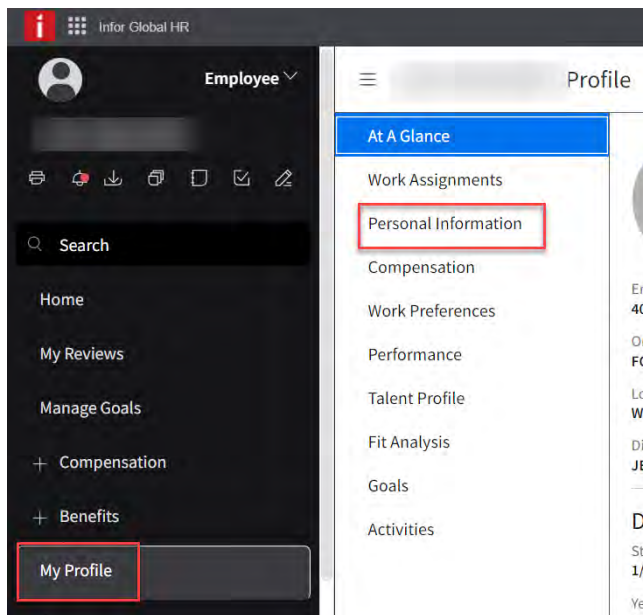 i
Infor Global HR
Employee
Search
Home
My Reviews
Manage Goals
+ Compensation
+ Benefits
My Profile
Profile
At A Glance
Work Assignments
Personal Information
Compensation
Work Preferences
Performance
Talent Profile
Fit Analysis
Goals
Activities